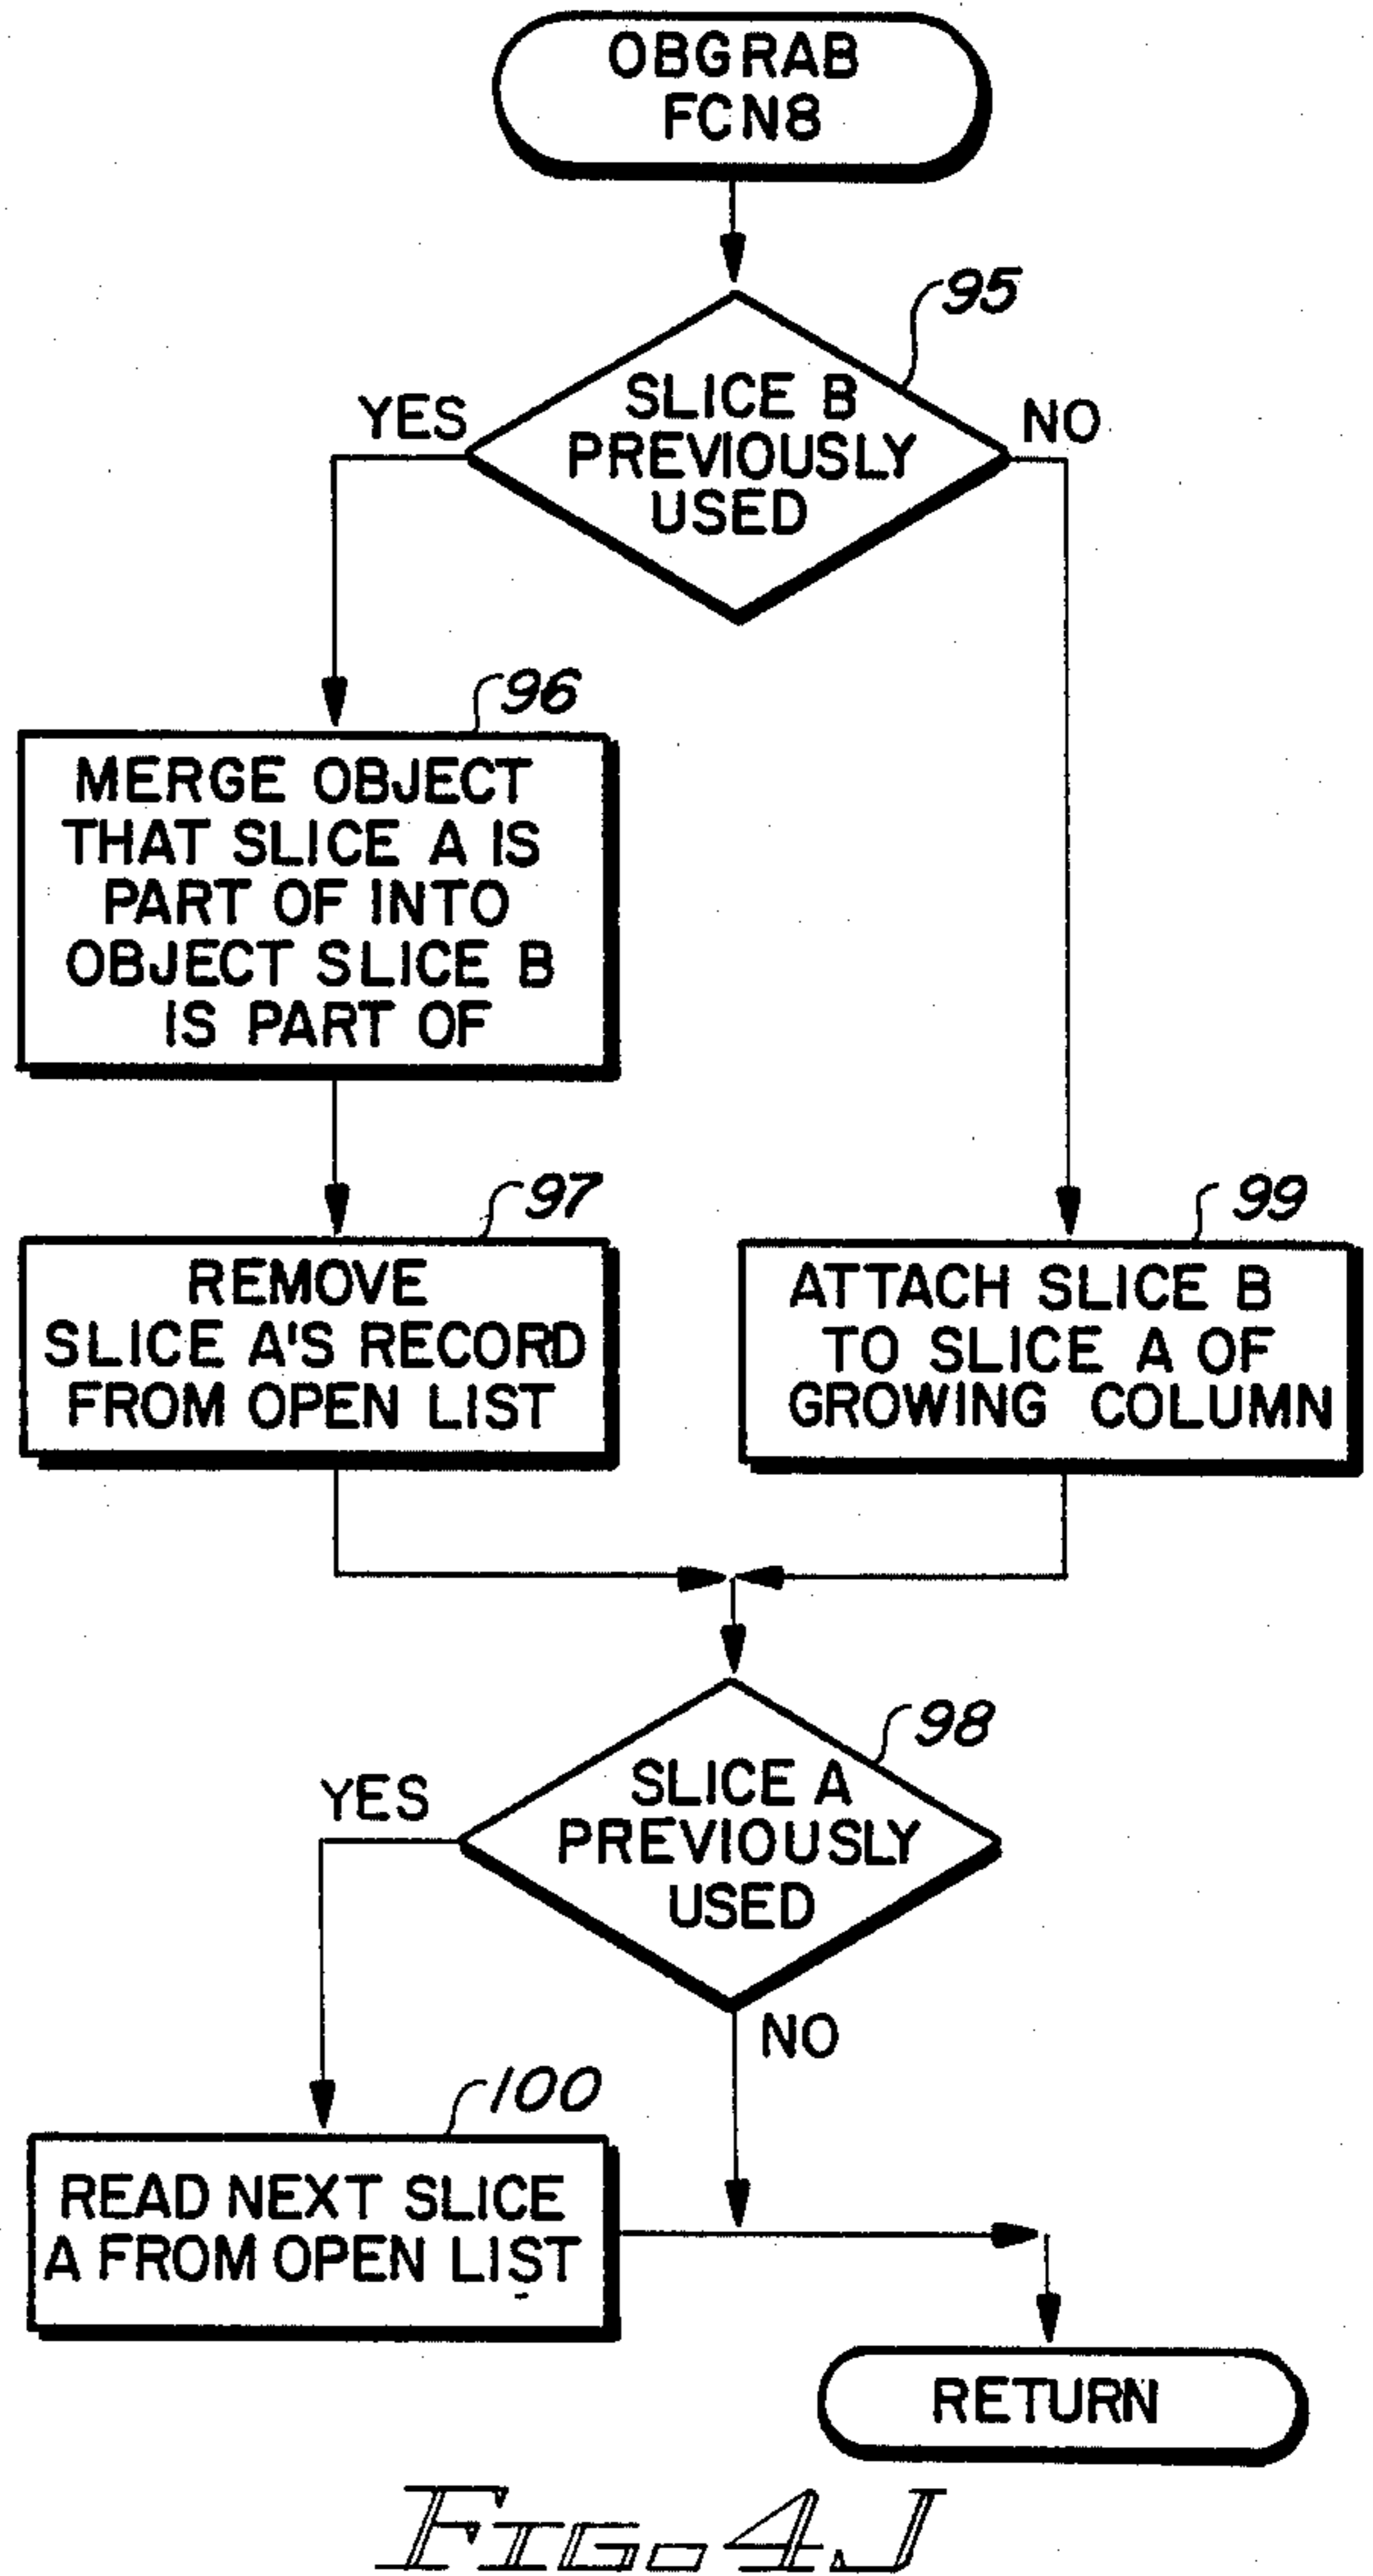 OBGRAB
FCN8
95
SLICE B
PREVIOUSLY
USED
YES
NO
96
MERGE OBJECT
THAT SLICE A IS
PART OF INTO
OBJECT SLICE B
IS PART OF
97
REMOVE
SLICE A'S RECORD
FROM OPEN LIST
99
ATTACH SLICE B
TO SLICE A OF
GROWING COLUMN
98
SLICE A
PREVIOUSLY
USED
YES
NO
100
READ NEXT SLICE
A FROM OPEN LIST
RETURN
FIG. 4J